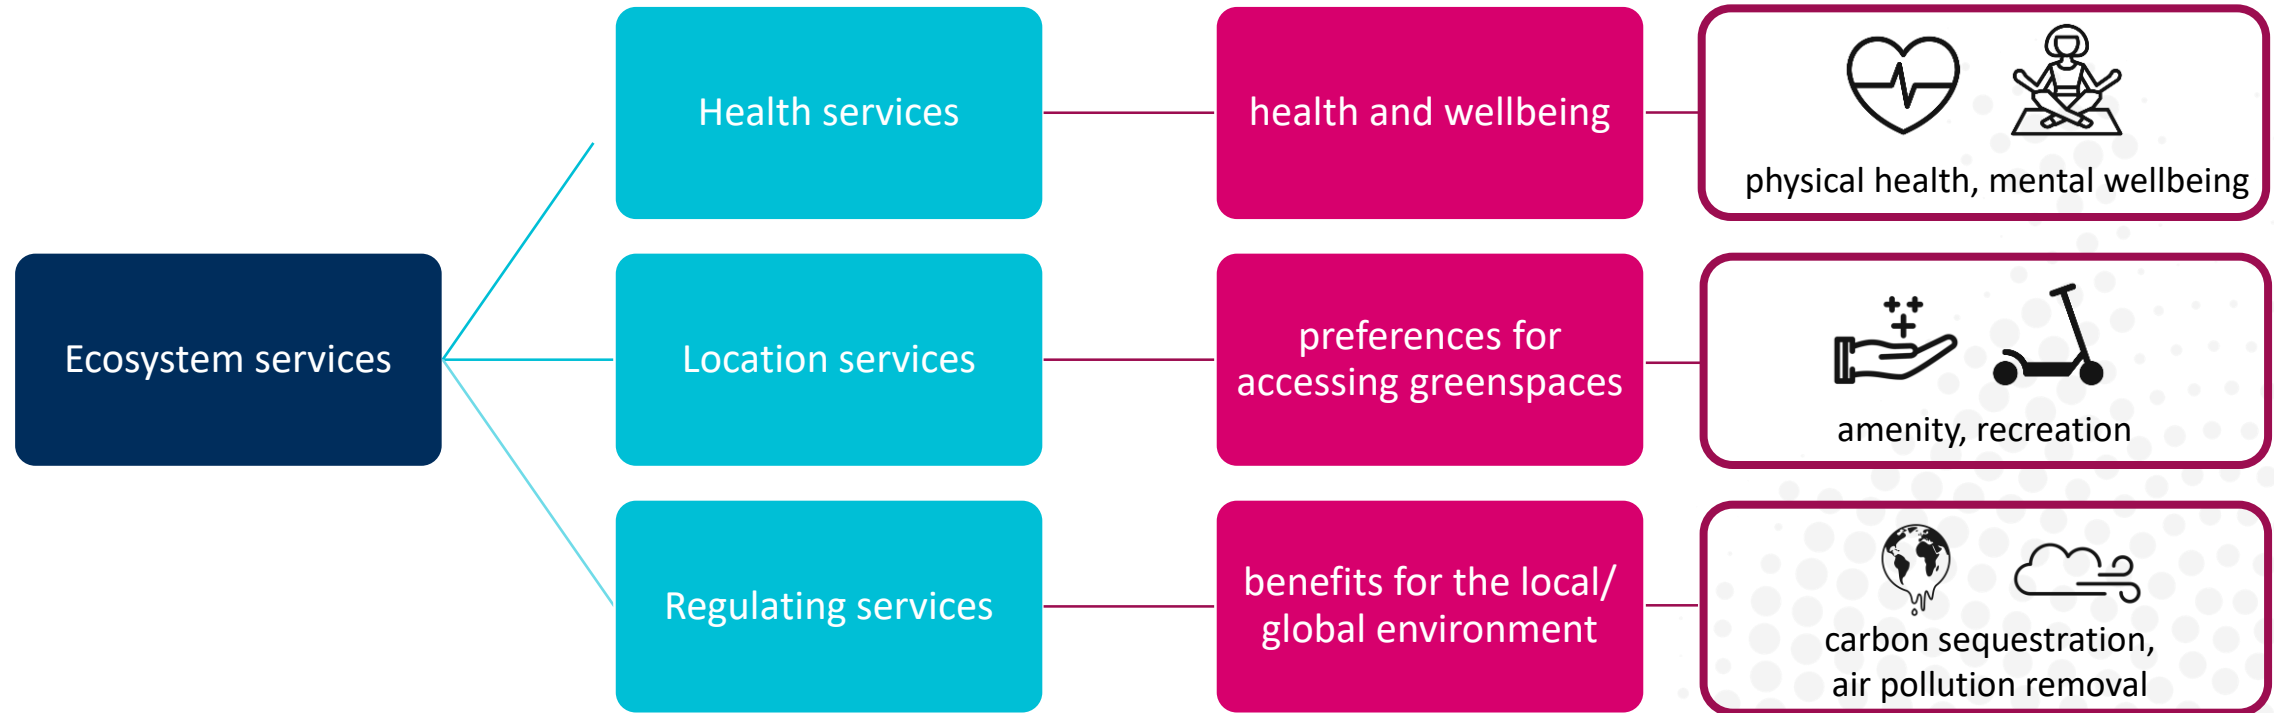 Health services
health and wellbeing
physical health, mental wellbeing
Ecosystem services
Location services
preferences for
accessing greenspaces
amenity, recreation
Regulating services
benefits for the local/
global environment
carbon sequestration,
air pollution removal